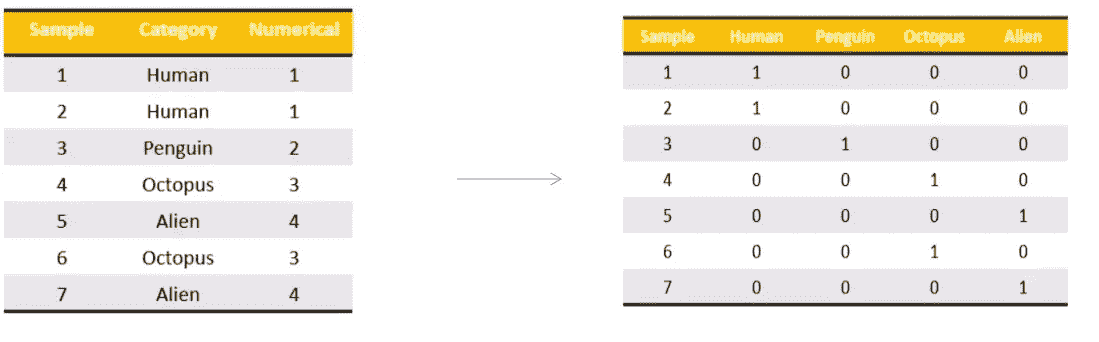 Sample Category Numerical
1 Human 1
2 Human 1
3 Penguin 2
4 Octopus 3
5 Alien 4
6 Octopus 3
7 Alien 4
Sample Human Penguin Octopus Alien
1 1 0 0 0
2 1 0 0 0
3 0 1 0 0
4 0 0 1 0
5 0 0 0 1
6 0 0 1 0
7 0 0 0 1